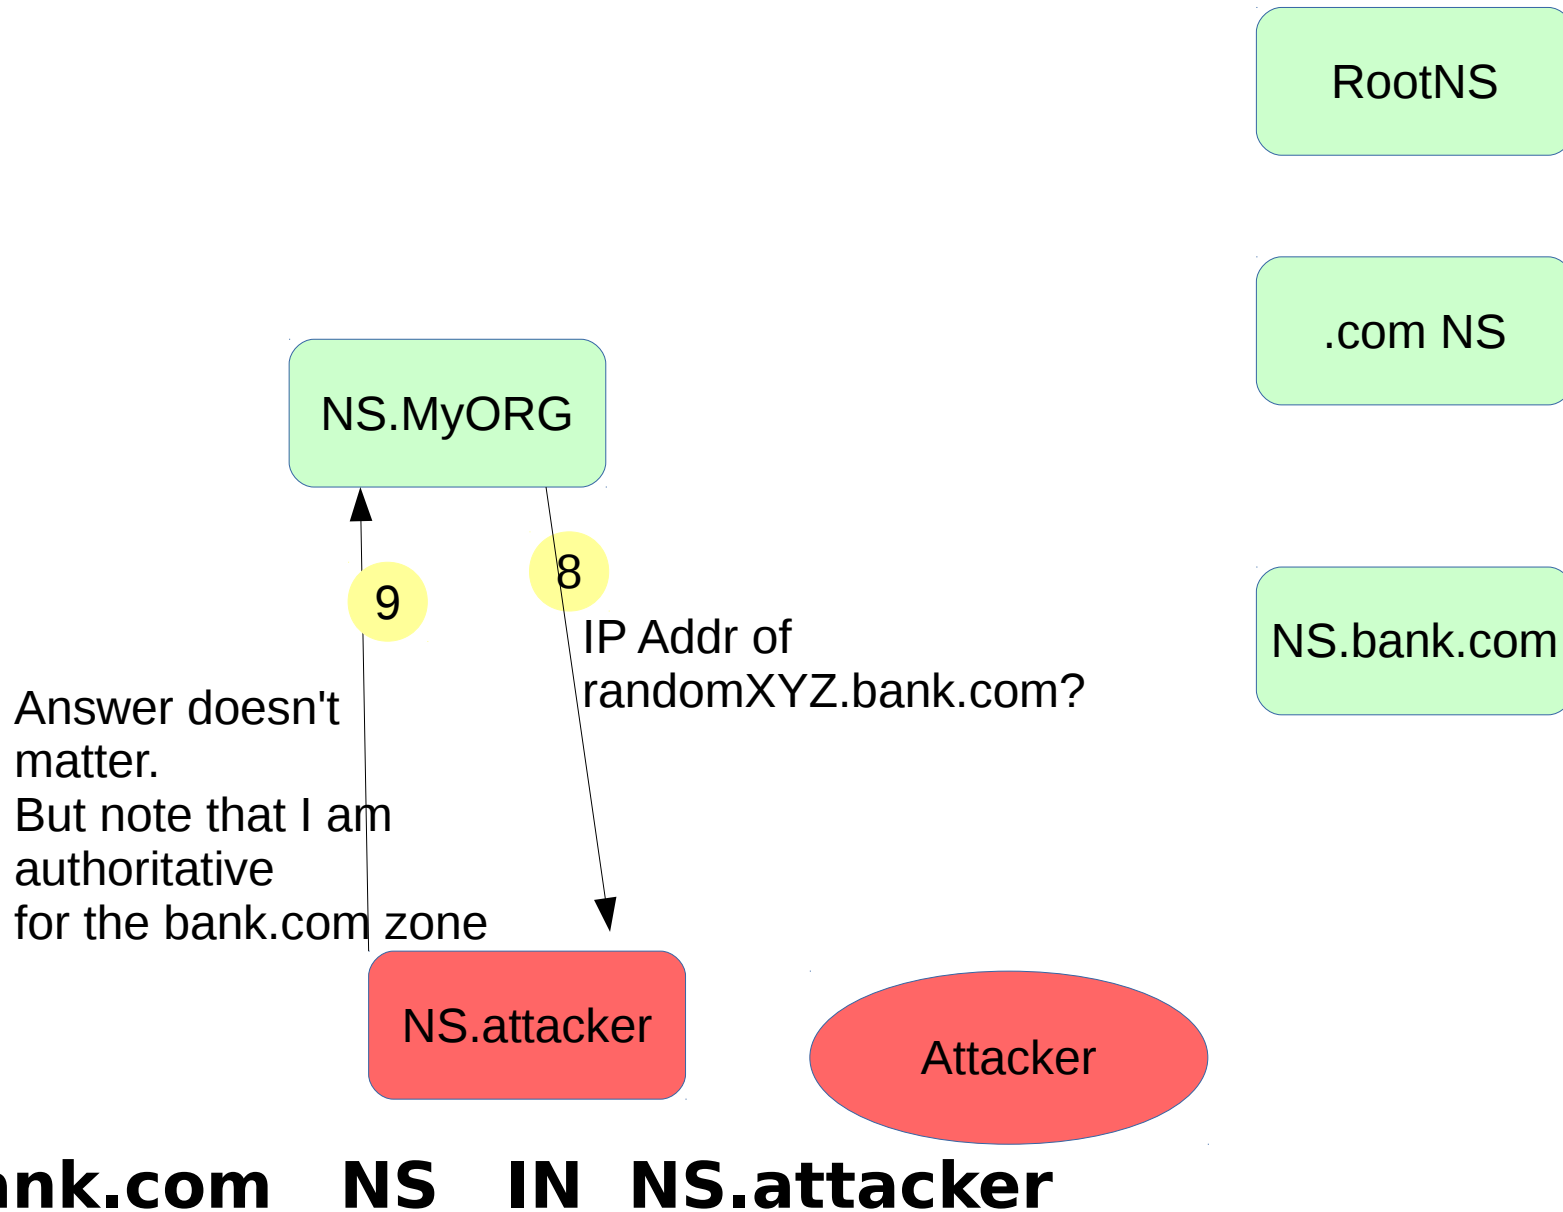 RootNS
.com NS
NS.MyORG
8
9
IP Addr of
randomXYZ.bank.com?
NS.bank.com
Answer doesn't
matter.
But note that I am
authoritative
for the bank.com zone
NS.attacker
Attacker
ank.com NS IN NS.attacker